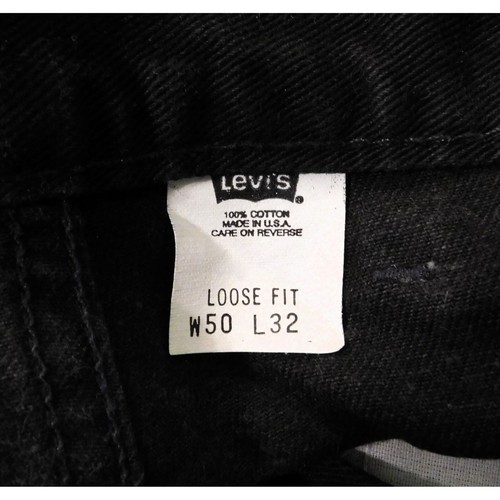 Levi's®
100% COTTON
MADE IN U.S.A.
CARE ON REVERSE
LOOSE FIT
W50 L32